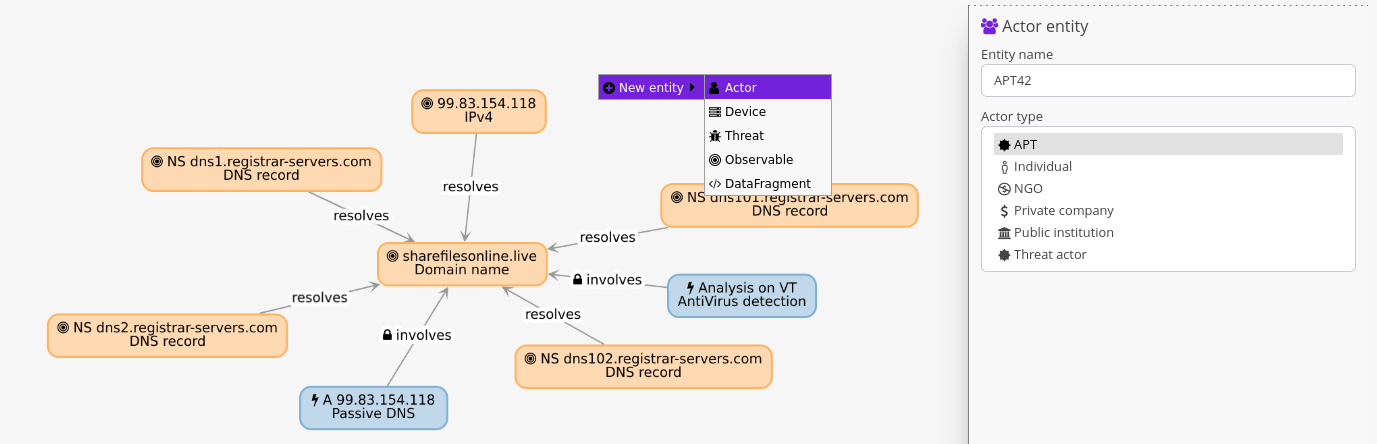 99.83.154.118
IPv4
NS dns1.registrar-servers.com
DNS record
resolves
resolves
New entity
Actor
Device
Threat
Observable
DataFragment
NS dns101.registrar-servers.com
DNS record
resolves
sharefilesonline.live
Domain name
involves
Analysis on VT
AntiVirus detection
resolves
NS dns2.registrar-servers.com
DNS record
resolves
involves
NS dns102.registrar-servers.com
DNS record
A 99.83.154.118
Passive DNS
Actor entity
Entity name
APT42
Actor type
APT
Individual
NGO
Private company
Public institution
Threat actor